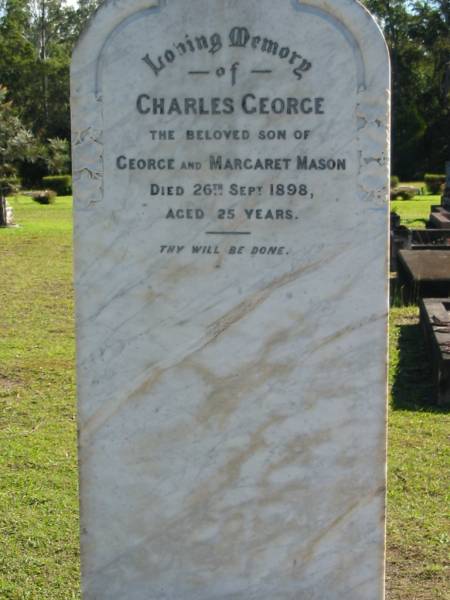 Loving Memory
of
CHARLES GEORGE
THE BELOVED SON OF
GEORGE AND MARGARET MASON
DIED 26TH SEPT 1898,
AGED 25 YEARS.
THY WILL BE DONE.